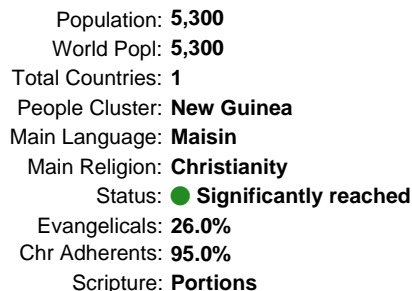 Population: 5,300
World Popl: 5,300
Total Countries: 1
People Cluster: New Guinea
Main Language: Maisin
Main Religion: Christianity
Status: Significantly reached
Evangelicals: 26.0%
Chr Adherents: 95.0%
Scripture: Portions